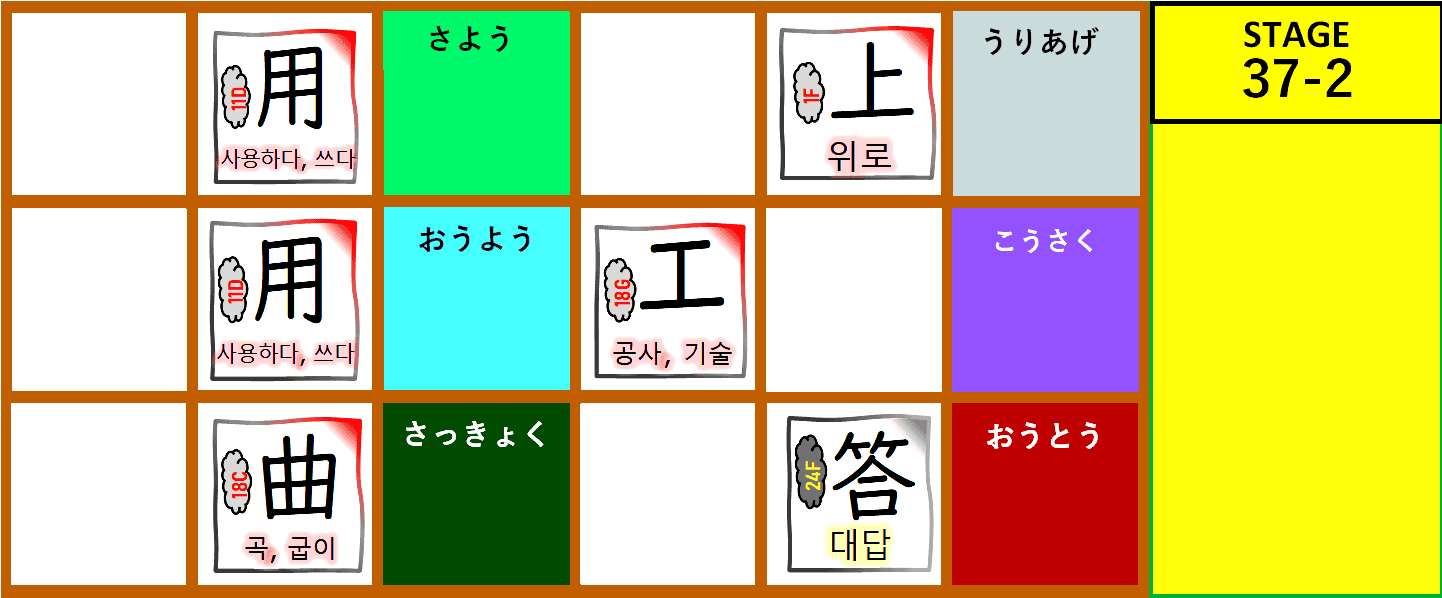 11D
用
사용하다, 쓰다
さよう
1F
上
위로
うりあげ
STAGE
37-2
11D
用
사용하다, 쓰다
おうよう
18G
工
공사, 기술
こうさく
18C
曲
곡, 굽이
さっきょく
24F
答
대답
おうとう